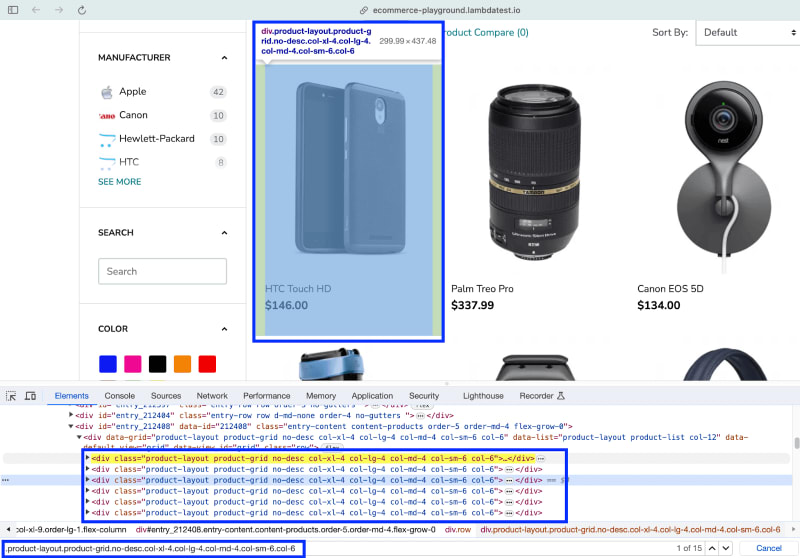 ecommerce-playground.lambdatest.io
div.product-layout.product-g
rid.no-desc.col-xl-4.col-lg-4.
col-md-4.col-sm-6.col-6
299.99 × 437.48
roduct Compare (0)
Sort By:
Default
MANUFACTURER
Apple
42
Canon
10
Hewlett-Packard
10
HTC
8
SEE MORE
SEARCH
Search
COLOR
nest
TAMRON
HTC Touch HD
$146.00
Palm Treo Pro
$337.99
Canon EOS 5D
$134.00
Elements
Console
Sources
Network
Performance
Memory
Application
Security
Lighthouse
Recorder
<div id="entry_212404" class="entry-row row d-md-none order-4 no-gutters "> … </div> flex
<div id="entry_212408" data-id="212408" class="entry-content content-products order-5 order-md-4 flex-grow-0">
<div data-grid="product-layout product-grid no-desc col-xl-4 col-lg-4 col-md-4 col-sm-6 col-6" data-list="product-layout product-list col-12" data-
default-view="grid" data-view_id="grid" class="row"> flex
<div class="product-layout product-grid no-desc col-xl-4 col-lg-4 col-md-4 col-sm-6 col-6">…</div> …
<div class="product-layout product-grid no-desc col-xl-4 col-lg-4 col-md-4 col-sm-6 col-6"> … </div>
… <div class="product-layout product-grid no-desc col-xl-4 col-lg-4 col-md-4 col-sm-6 col-6"> … </div> == $0
<div class="product-layout product-grid no-desc col-xl-4 col-lg-4 col-md-4 col-sm-6 col-6"> … </div>
<div class="product-layout product-grid no-desc col-xl-4 col-lg-4 col-md-4 col-sm-6 col-6"> … </div>
<div class="product-layout product-grid no-desc col-xl-4 col-lg-4 col-md-4 col-sm-6 col-6"> … </div>
col-xl-9.order-lg-1.flex-column
div#entry_212408.entry-content.content-products.order-5.order-md-4.flex-grow-0
div.row
div.product-layout.product-grid.no-desc.col-xl-4.col-lg-4.col-md-4.col-sm-6.col-6
.product-layout.product-grid.no-desc.col-xl-4.col-lg-4.col-md-4.col-sm-6.col-6
1 of 15
Cancel